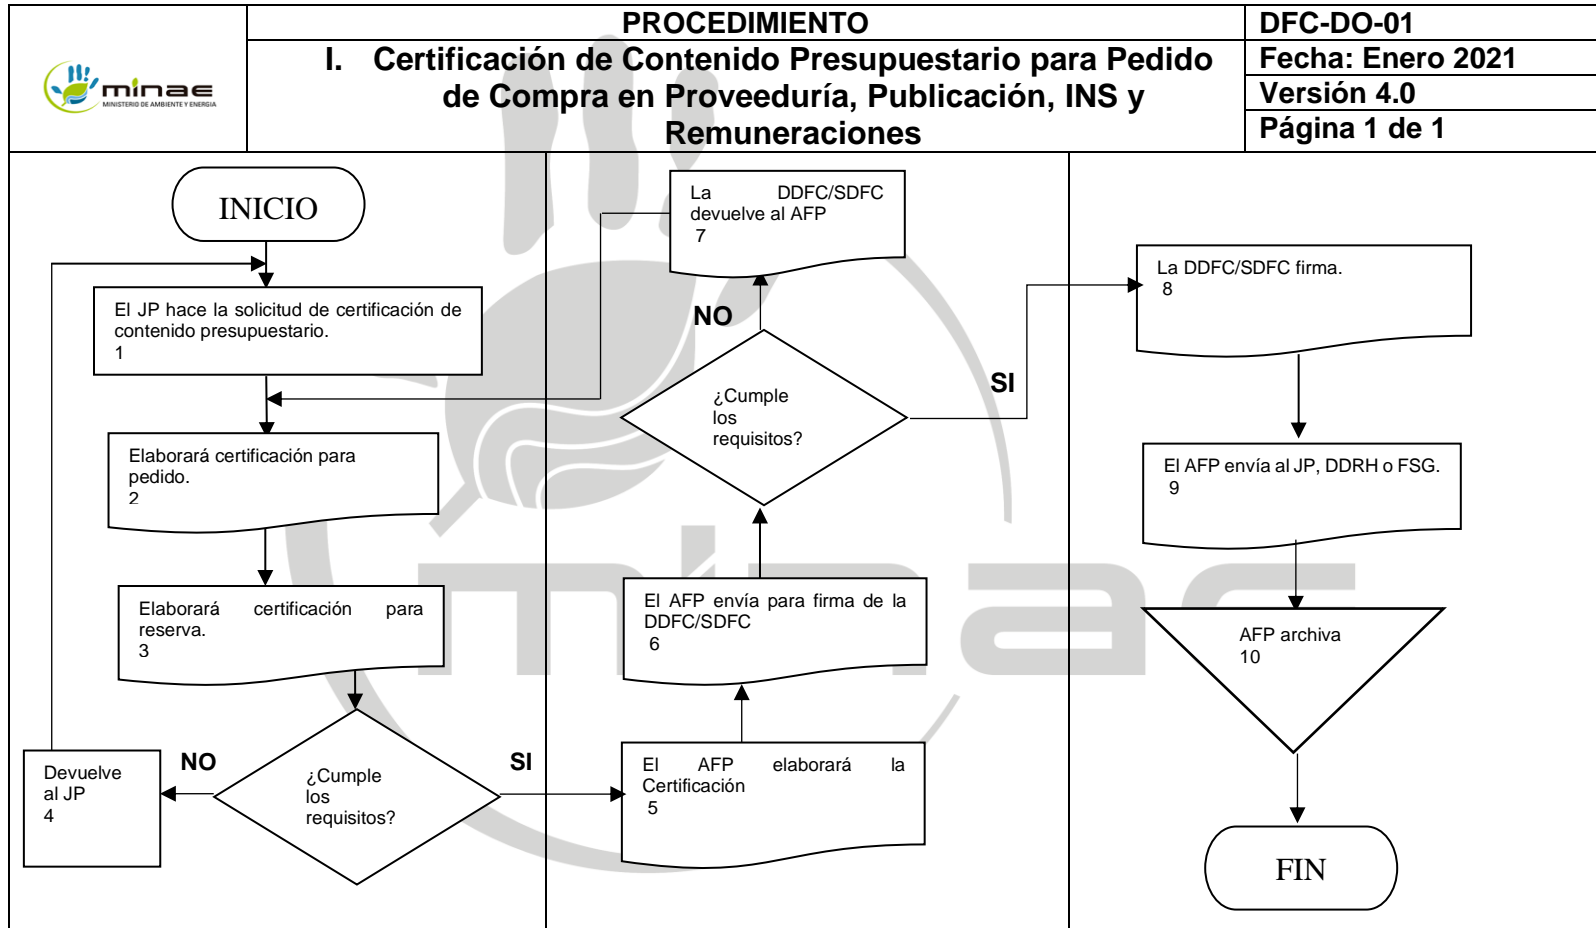 minae
MINISTERIO DE AMBIENTE Y ENERGIA
PROCEDIMIENTO
I. Certificación de Contenido Presupuestario para Pedido
de Compra en Proveeduría, Publicación, INS y
Remuneraciones
DFC-DO-01
Fecha: Enero 2021
Versión 4.0
Página 1 de 1
INICIO
El JP hace la solicitud de certificación de
contenido presupuestario.
1
Elaborará certificación para
pedido.
2
Elaborará certificación para
reserva.
3
¿Cumple
los
requisitos?
NO
SI
Devuelve
al JP
4
El AFP elaborará la
Certificación
5
El AFP envía para firma de la
DDFC/SDFC
6
¿Cumple
los
requisitos?
NO
SI
La DDFC/SDFC
devuelve al AFP
7
La DDFC/SDFC firma.
8
El AFP envía al JP, DDRH o FSG.
9
AFP archiva
10
FIN
minae